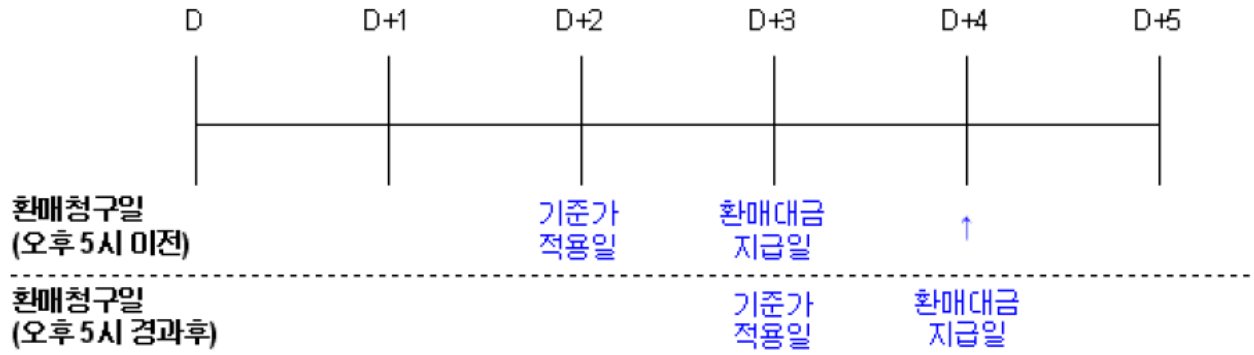 D D+1 D+2 D+3 D+4 D+5
환매청구일 기준가 환매대금 ↑
(오후 5시 이전) 적용일 지급일
환매청구일 기준가 환매대금
(오후 5시 경과후) 적용일 지급일